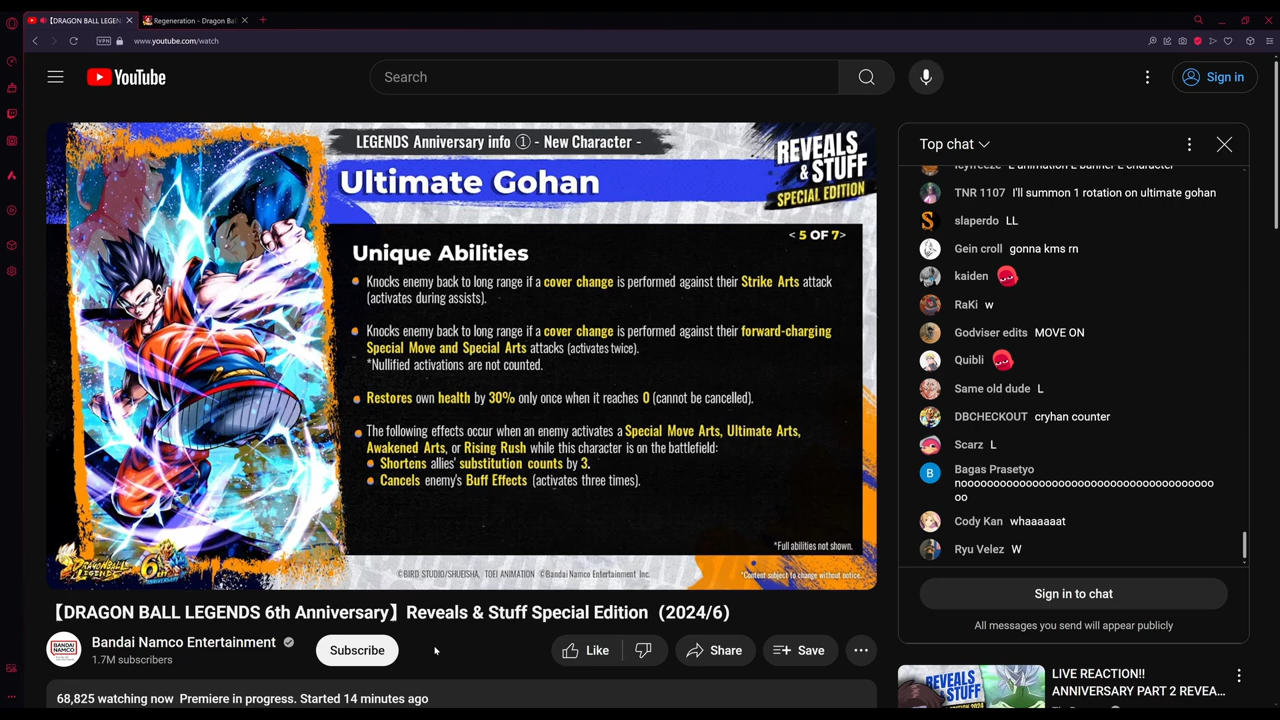 [DRAGON BALL LEGEN
Regeneration - Dragon Ba
VPN
www.youtube.com/watch
YouTube
Search
Sign in
LEGENDS Anniversary info ① - New Character -
REVEALS
& STUFF
SPECIAL EDITION
Ultimate Gohan
< 5 OF 7>
Unique Abilities
Knocks enemy back to long range if a cover change is performed against their Strike Arts attack
(activates during assists).
Knocks enemy back to long range if a cover change is performed against their forward-charging
Special Move and Special Arts attacks (activates twice).
*Nullified activations are not counted.
Restores own health by 30% only once when it reaches 0 (cannot be cancelled).
The following effects occur when an enemy activates a Special Move Arts, Ultimate Arts,
Awakened Arts, or Rising Rush while this character is on the battlefield:
Shortens allies' substitution counts by 3.
Cancels enemy's Buff Effects (activates three times).
*Full abilities not shown.
DRAGONBALL
LEGENDS
6th
ANNIVERSARY
©BIRD STUDIO/SHUEISHA, TOEI ANIMATION ©Bandai Namco Entertainment Inc.
*Content subject to change without notice.
【DRAGON BALL LEGENDS 6th Anniversary】Reveals & Stuff Special Edition (2024/6)
BANDAI
NAMCO
Bandai Namco Entertainment
1.7M subscribers
Subscribe
Like
Share
Save
68,825 watching now Premiere in progress. Started 14 minutes ago
Top chat
TNR 1107 I'll summon 1 rotation on ultimate gohan
slaperdo LL
Gein croll gonna kms rn
kaiden
RaKi w
Godviser edits MOVE ON
Quibli
Same old dude L
DBCHECKOUT cryhan counter
Scarz L
B
Bagas Prasetyo
nooooooooooooooooooooooooooooooooooooooo
oo
Cody Kan whaaaaaat
Ryu Velez W
Sign in to chat
All messages you send will appear publicly
REVEALS
& STUFF
LIVE REACTION!!
ANNIVERSARY PART 2 REVEA...